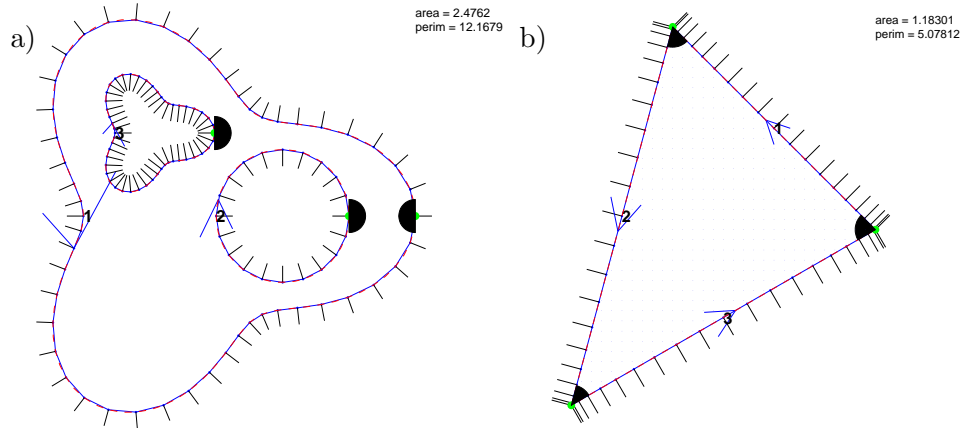 a)
area = 2.4762
perim = 12.1679
3
1
2
b)
area = 1.18301
perim = 5.07812
1
2
3